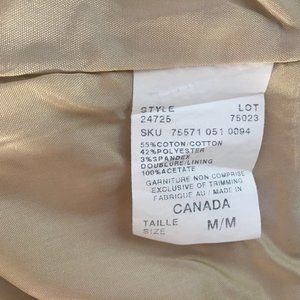 STYLE LOT
24725 75023
SKU 75571 051 0094
55%COTON/COTTON
42%POLYESTER
3%SPANDEX
DOUBLURE/LINING
100%ACETATE
GARNITURE NON COMPRISE
EXCLUSIVE OF TRIMMING
FABRIQUE AU / MADE IN
CANADA
TAILLE
SIZE M/M